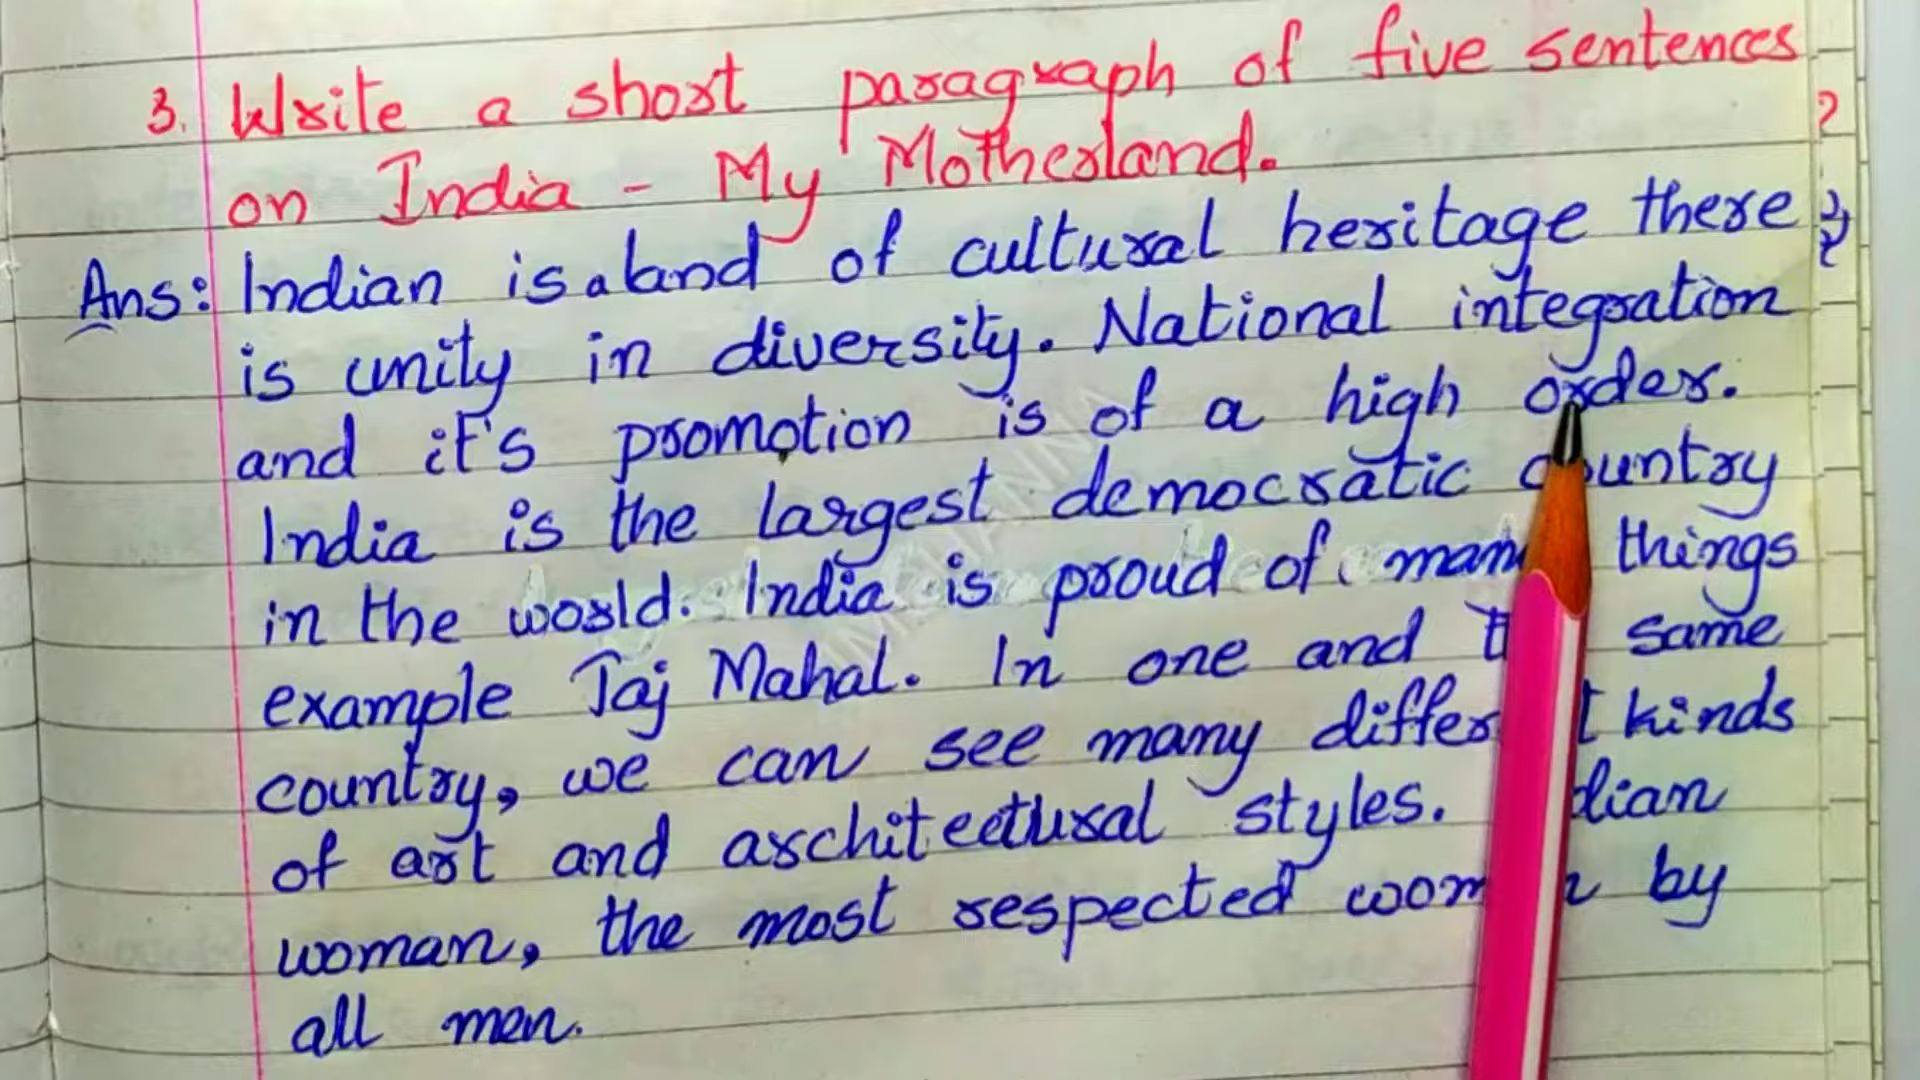 3. Write a short paragraph of five sentences
on India - My Motherland.
Ans: Indian is a land of cultural heritage there
is unity in diversity. National integration
and it's promotion is of a high order.
India is the largest democratic country
in the world. India is proud of many things
example Taj Mahal. In one and same
country, we can see many different kinds
of art and architectural styles.
woman, the most respected by
all men.